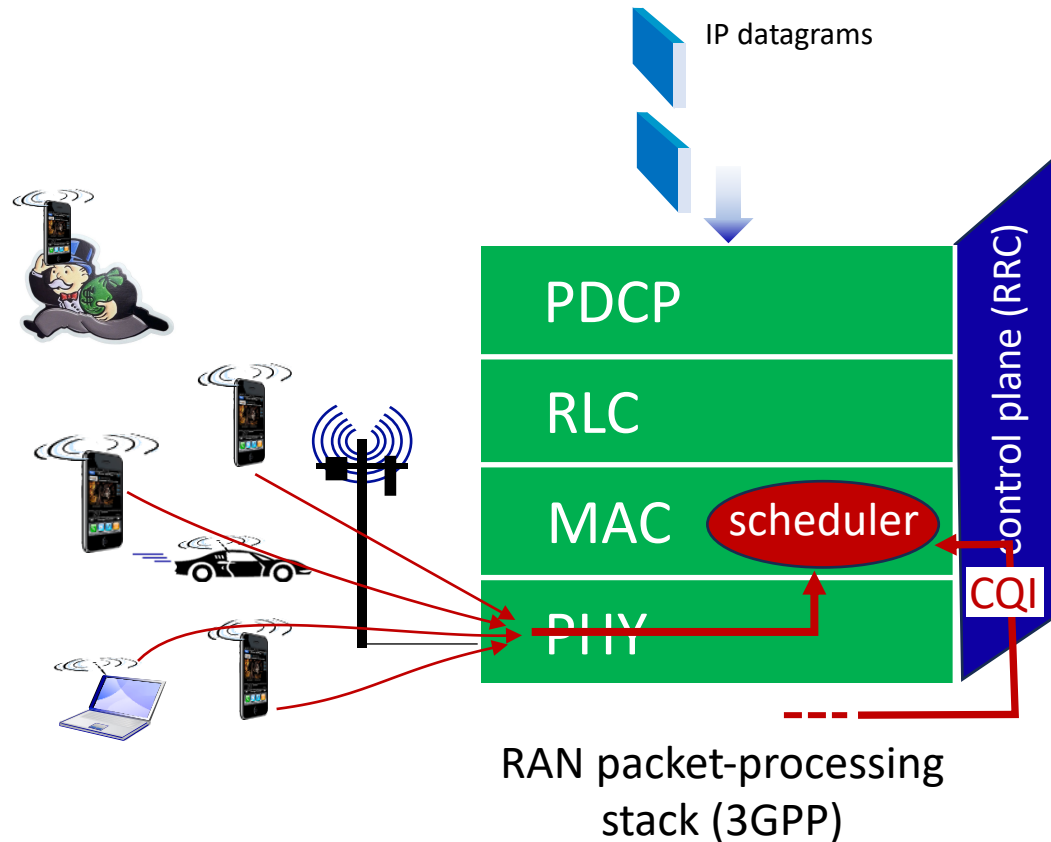 IP datagrams
PDCP
RLC
MAC
scheduler
PHY
control plane (RRC)
CQI
RAN packet-processing
stack (3GPP)
$